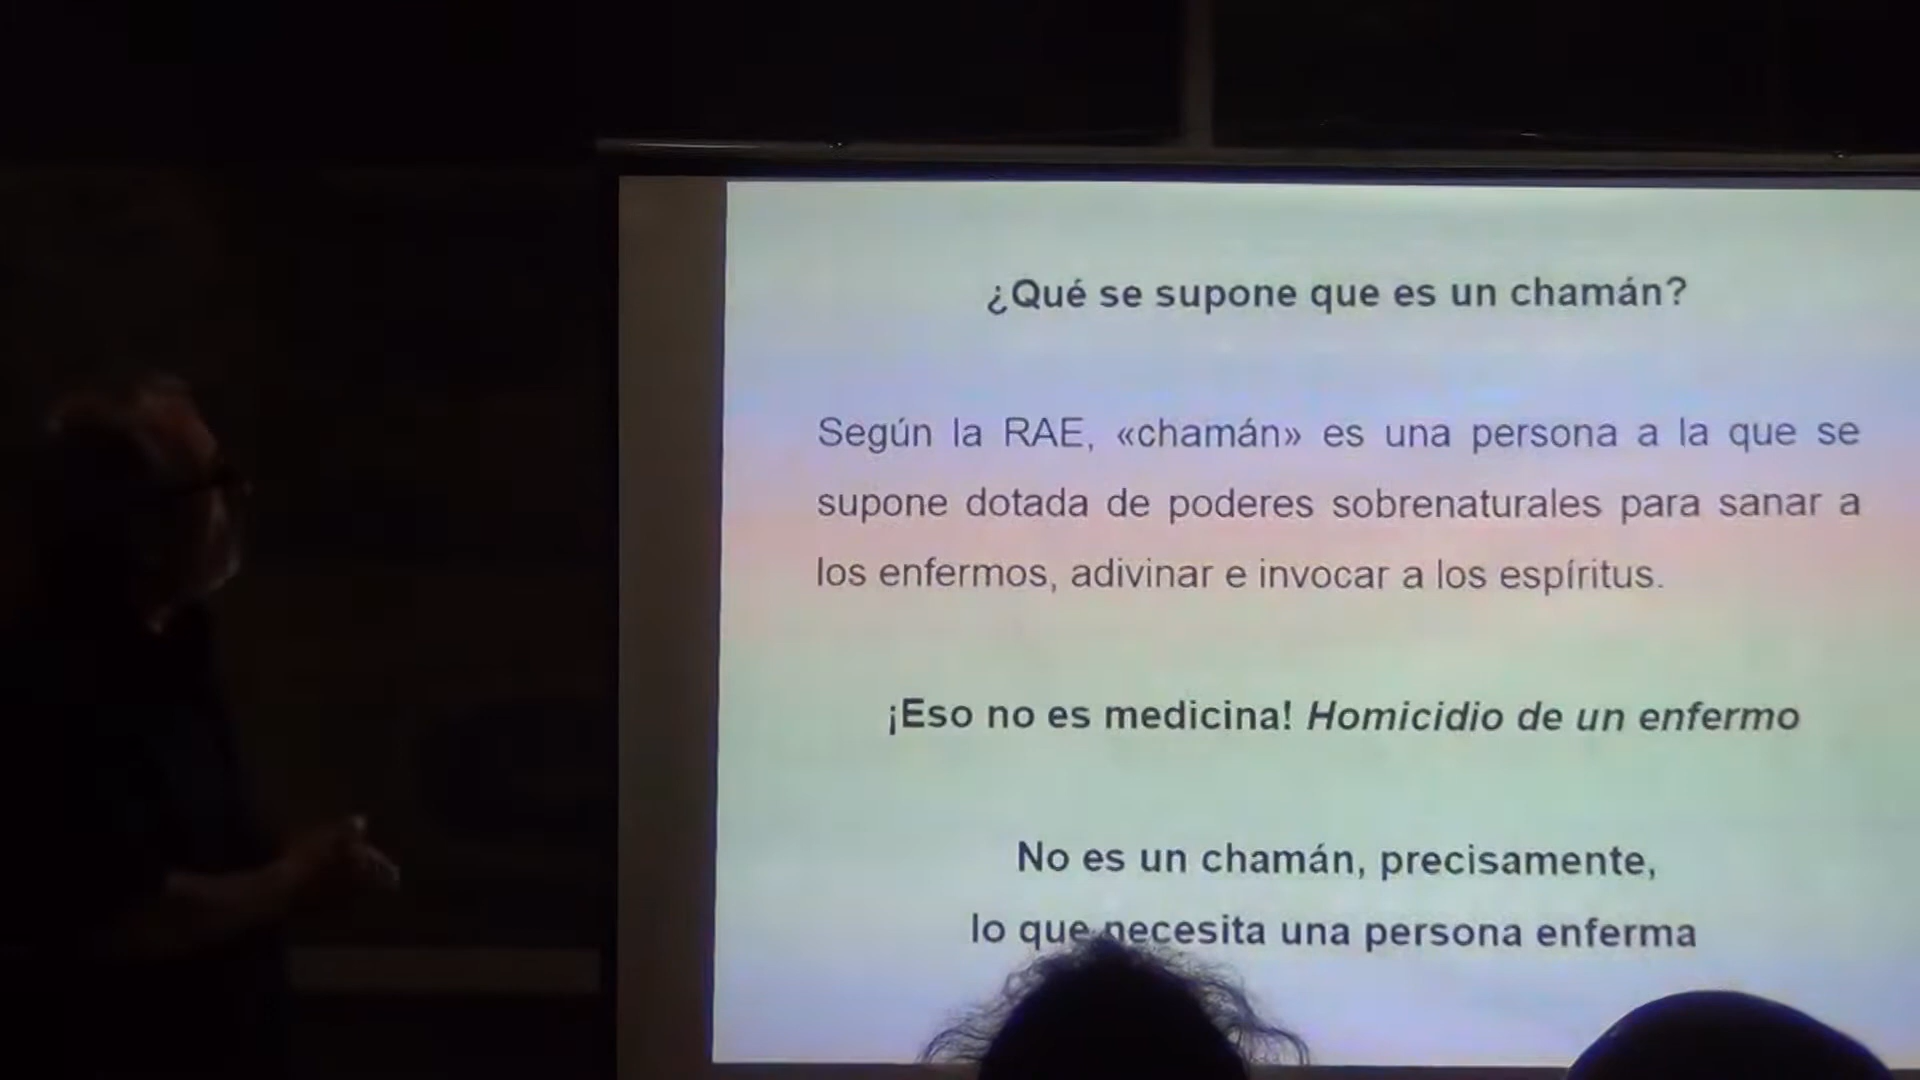 ¿Qué se supone que es un chamán?
Según la RAE, «chamán» es una persona a la que se
supone dotada de poderes sobrenaturales para sanar a
los enfermos, adivinar e invocar a los espíritus.
¡Eso no es medicina! Homicidio de un enfermo
No es un chamán, precisamente,
lo que necesita una persona enferma